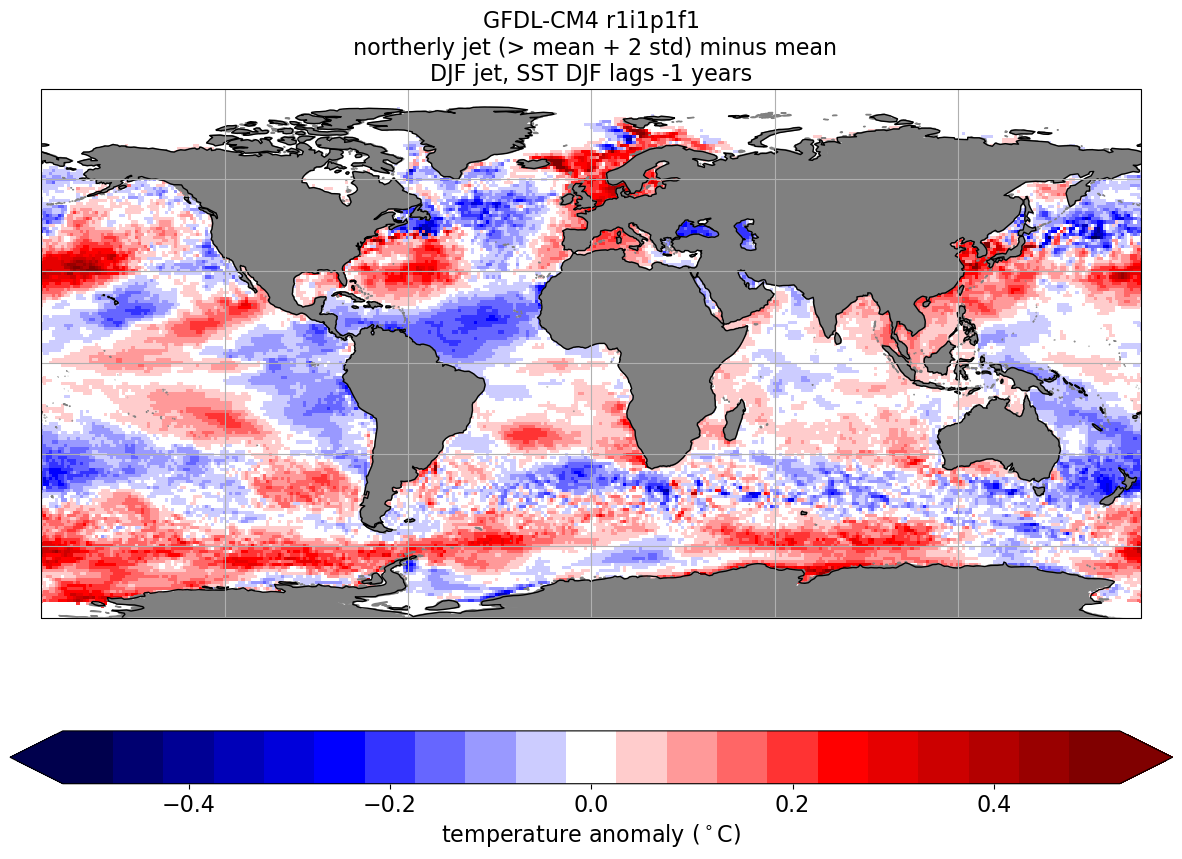 GFDL-CM4 r1i1p1f1
northerly jet (> mean + 2 std) minus mean
DJF jet, SST DJF lags -1 years
−0.4 −0.2 0.0 0.2 0.4
temperature anomaly (°C)